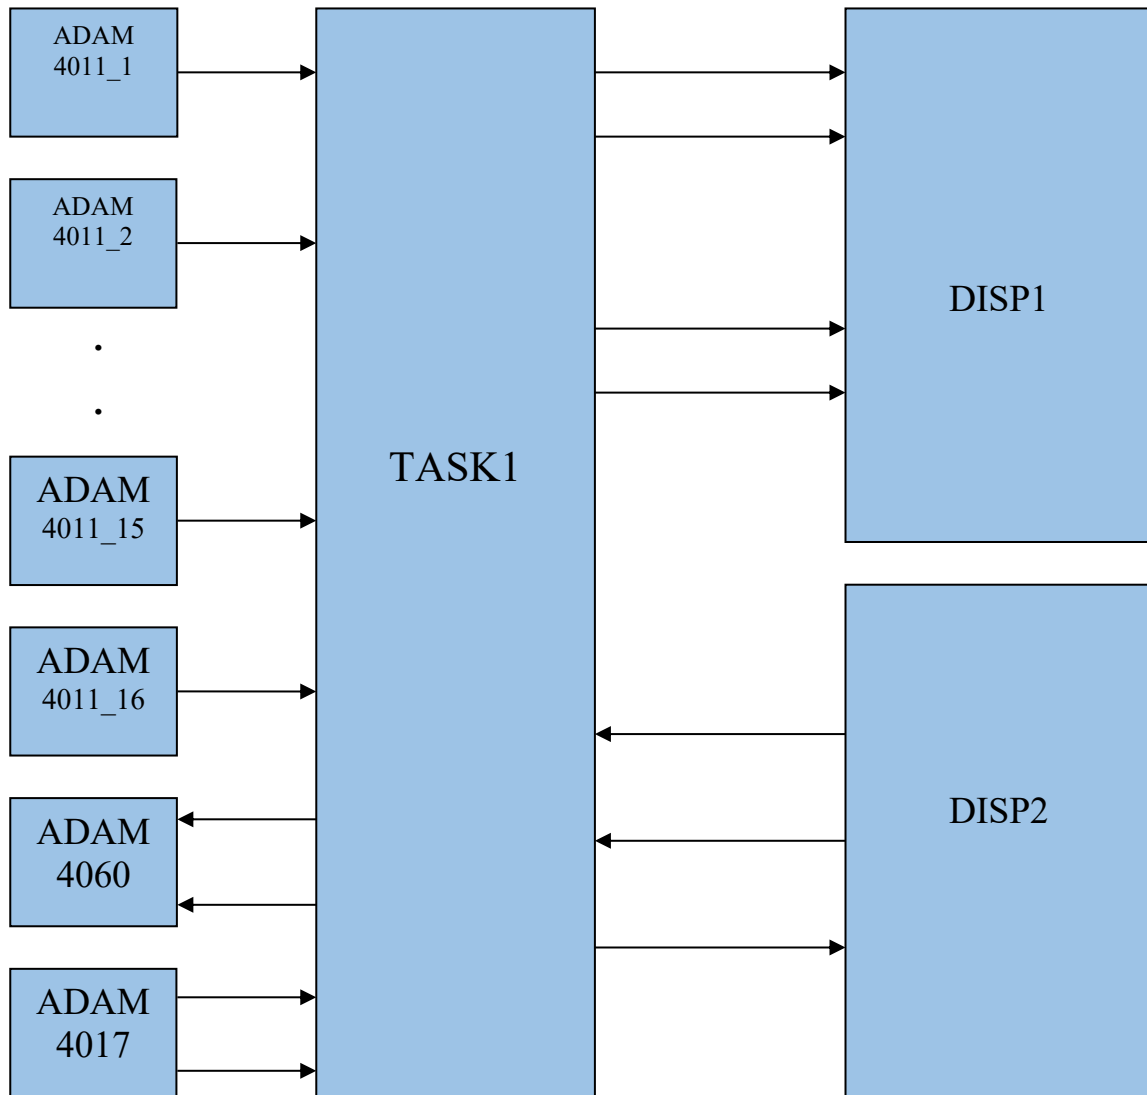 ADAM
4011_1
ADAM
4011_2
.
.
ADAM
4011_15
ADAM
4011_16
ADAM
4060
ADAM
4017
TASK1
DISP1
DISP2